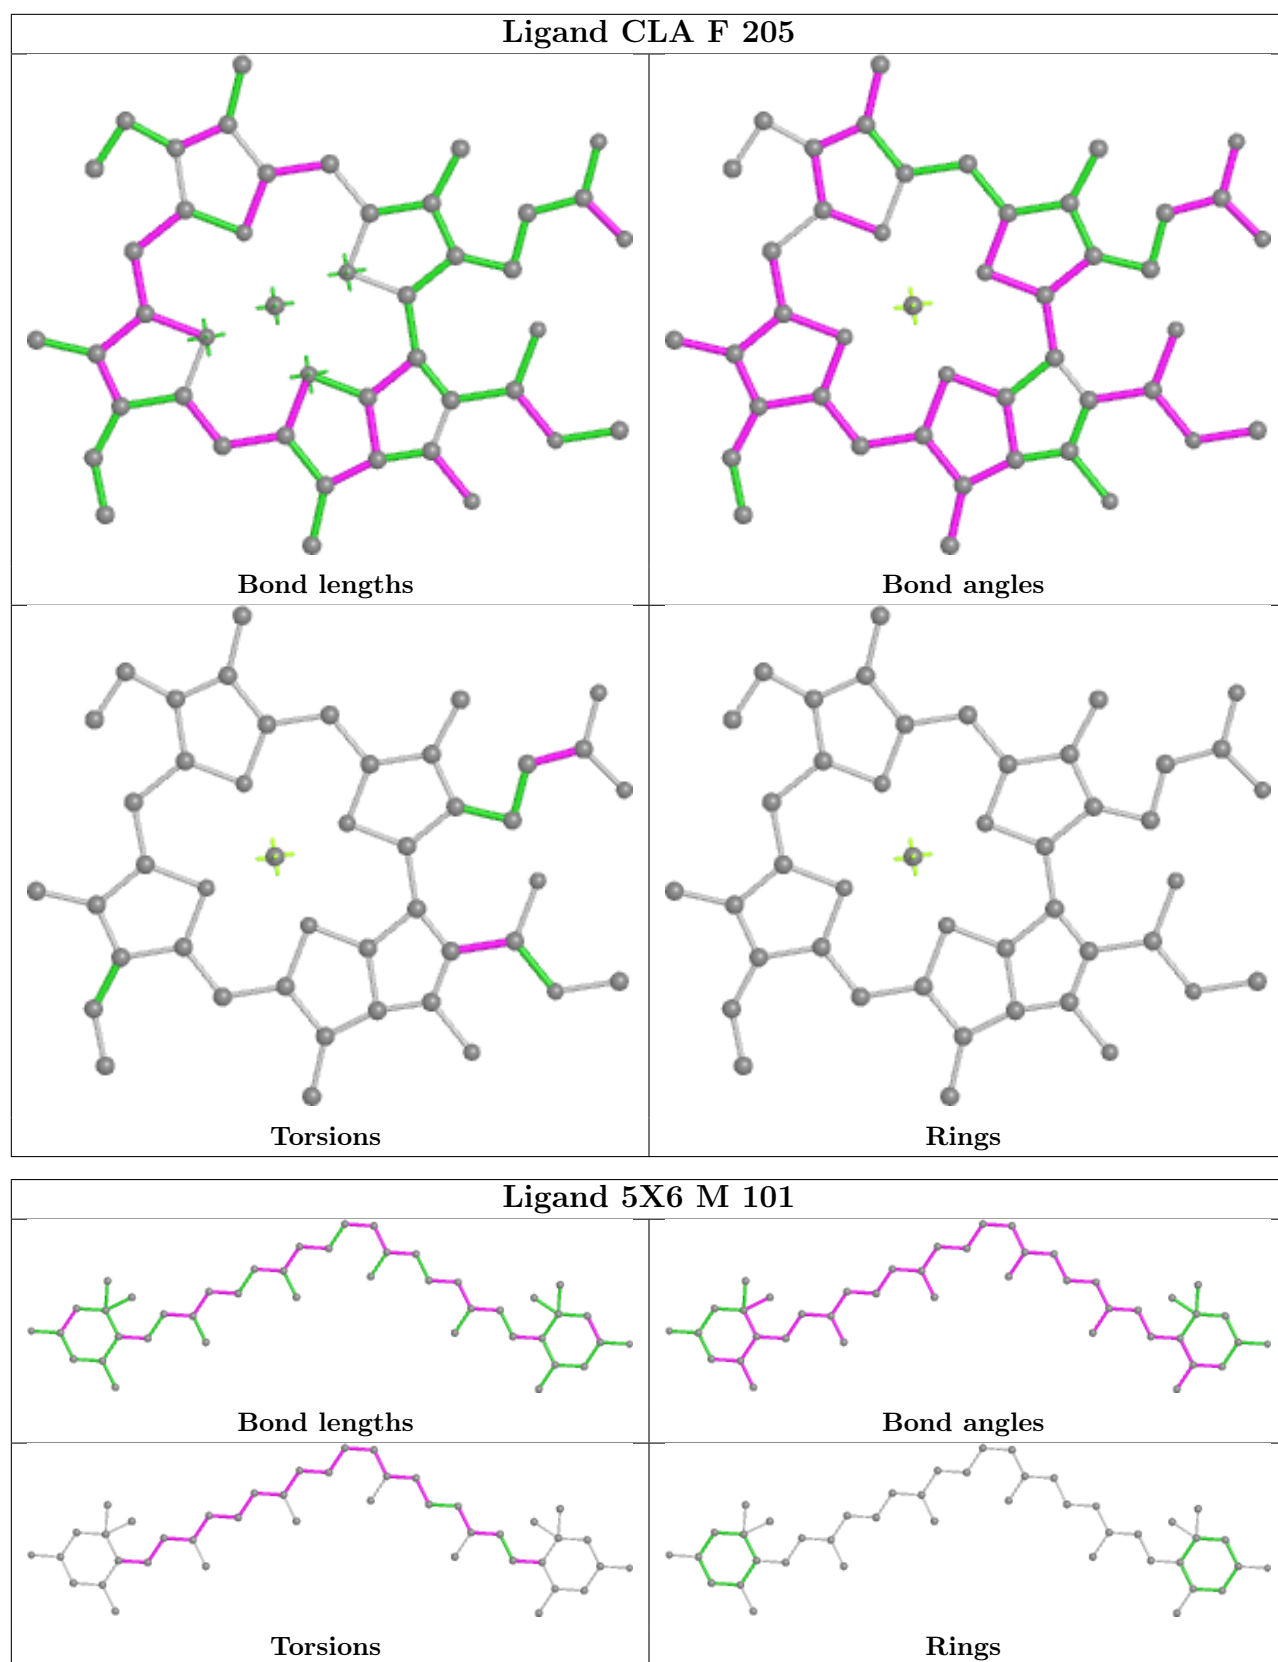 Ligand CLA F 205
Bond lengths
Bond angles
Torsions
Rings
Ligand 5X6 M 101
Bond lengths
Bond angles
Torsions
Rings